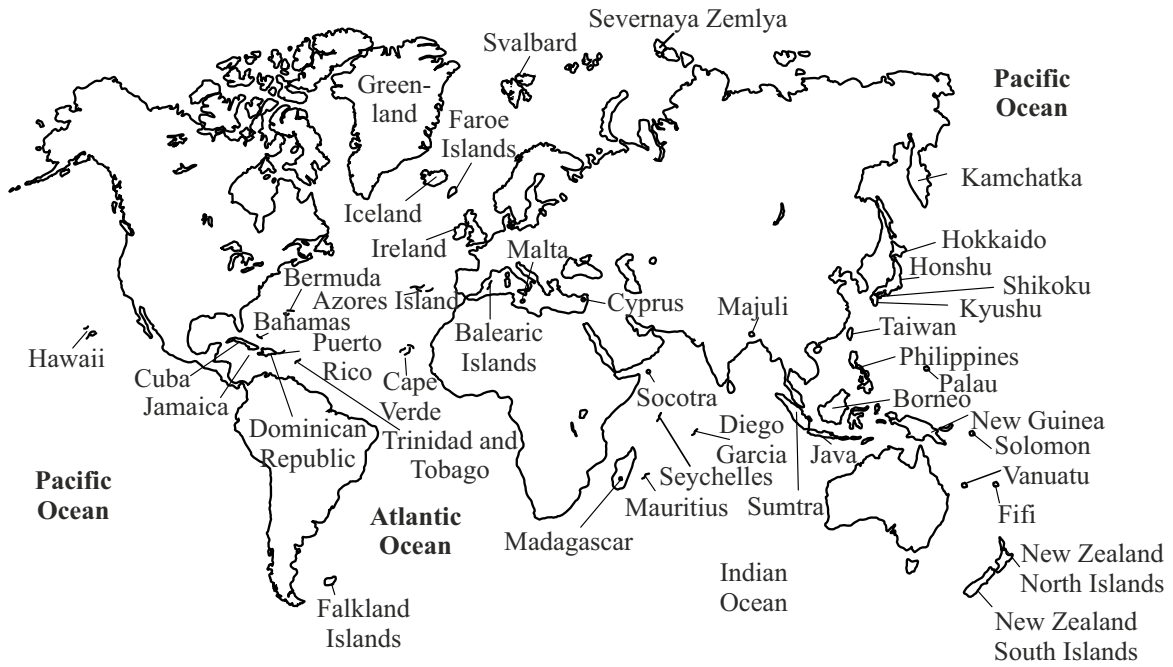 Severnaya Zemlya
Svalbard
Green-
land
Pacific
Ocean
Faroe
Islands
Kamchatka
Iceland
Ireland
Malta
Hokkaido
Honshu
Bermuda
Shikoku
Azores Island
Cyprus
Majuli
Kyushu
Bahamas
Taiwan
Balearic
Islands
Puerto
Rico
Hawaii
Philippines
Cuba
Cape
Verde
Palau
Jamaica
Socotra
Borneo
New Guinea
Dominican
Republic
Trinidad and
Tobago
Diego
Garcia
Java
Solomon
Seychelles
Vanuatu
Pacific
Ocean
Mauritius
Sumtra
Fifi
Atlantic
Ocean
Madagascar
New Zealand
North Islands
Indian
Ocean
Falkland
Islands
New Zealand
South Islands